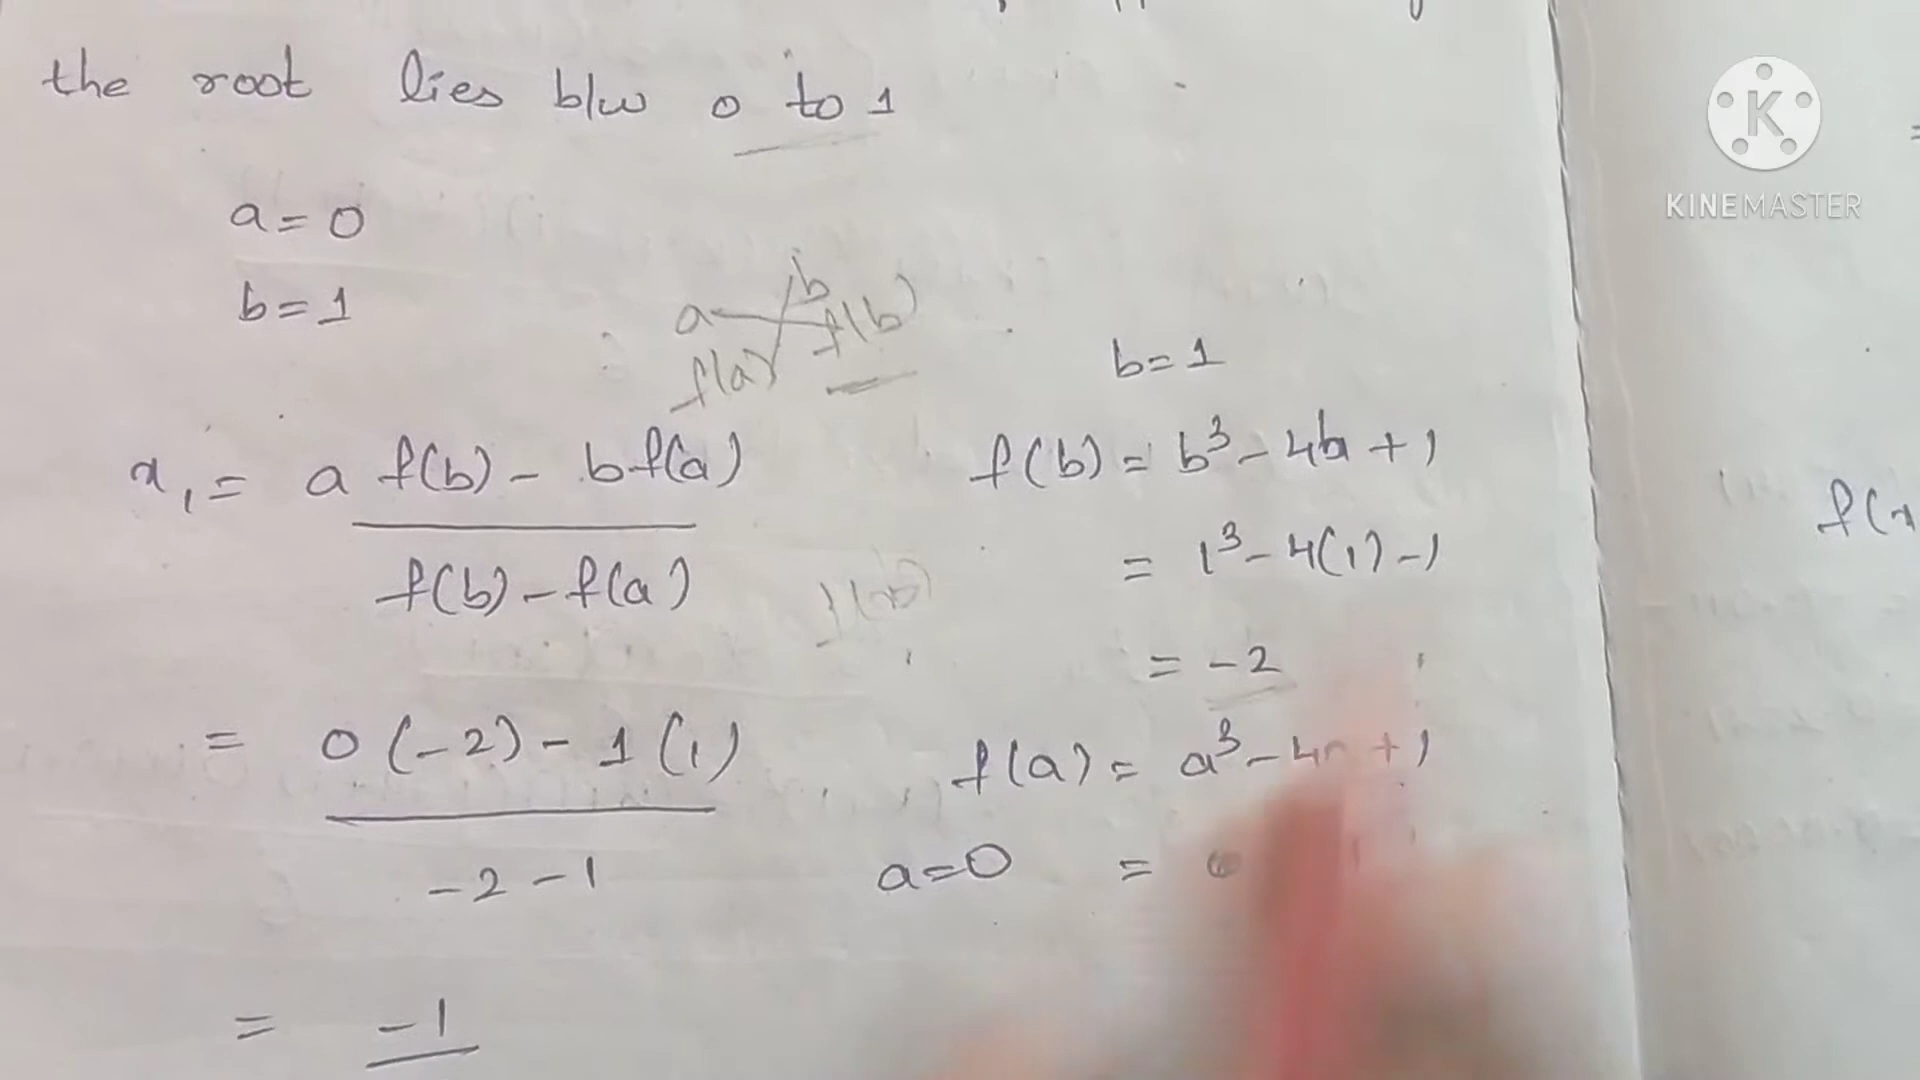 the root lies b/w 0 to 1
a = 0
b = 1
a b
f(a) f(b)
x₁ = a f(b) - b f(a)
f(b) - f(a)
= 0 (-2) - 1 (1)
-2 - 1
= -1
b = 1
f(b) = b³ - 4b + 1
= 1³ - 4(1) - 1
= -2
f(a) = a³ - 4 + 1
a = 0 =
KINEMASTER